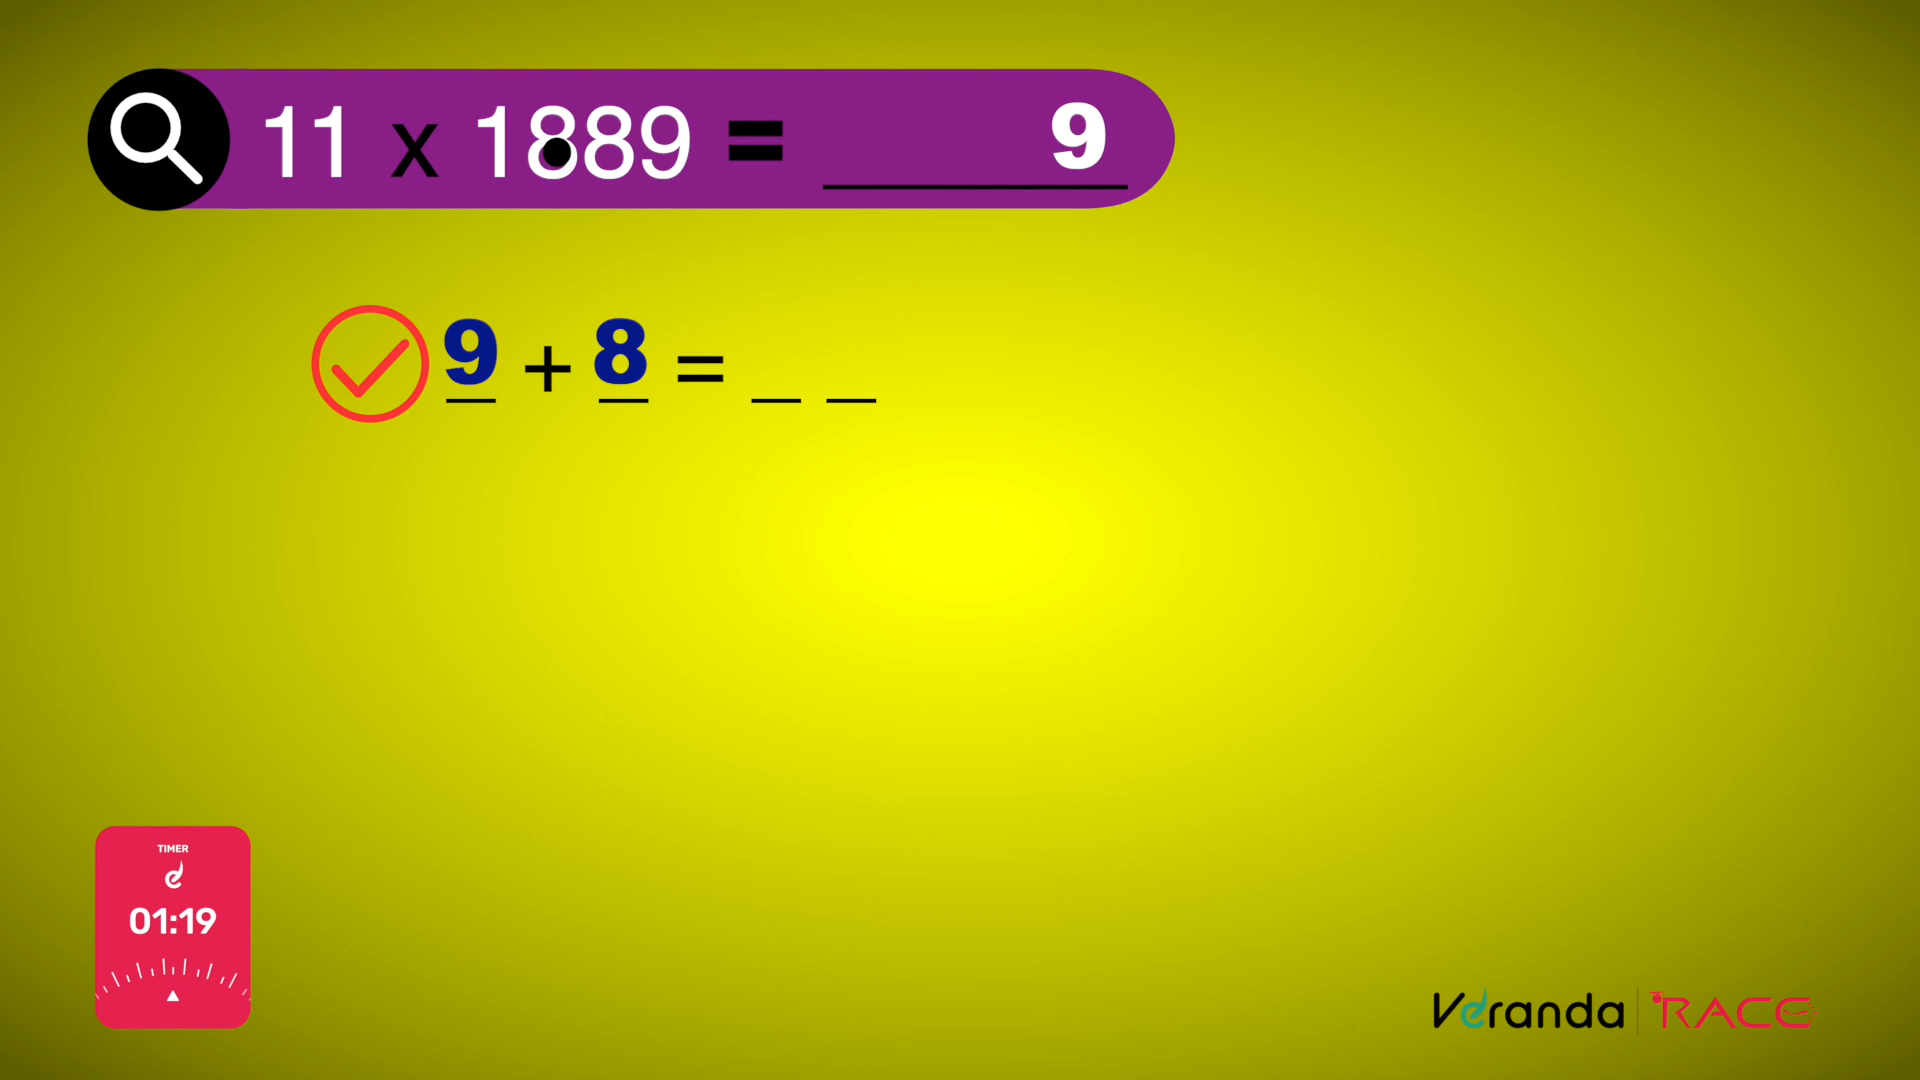 11 x 1889 = 9
9 + 8 = _ _
TIMER
01:19
Veranda RACE